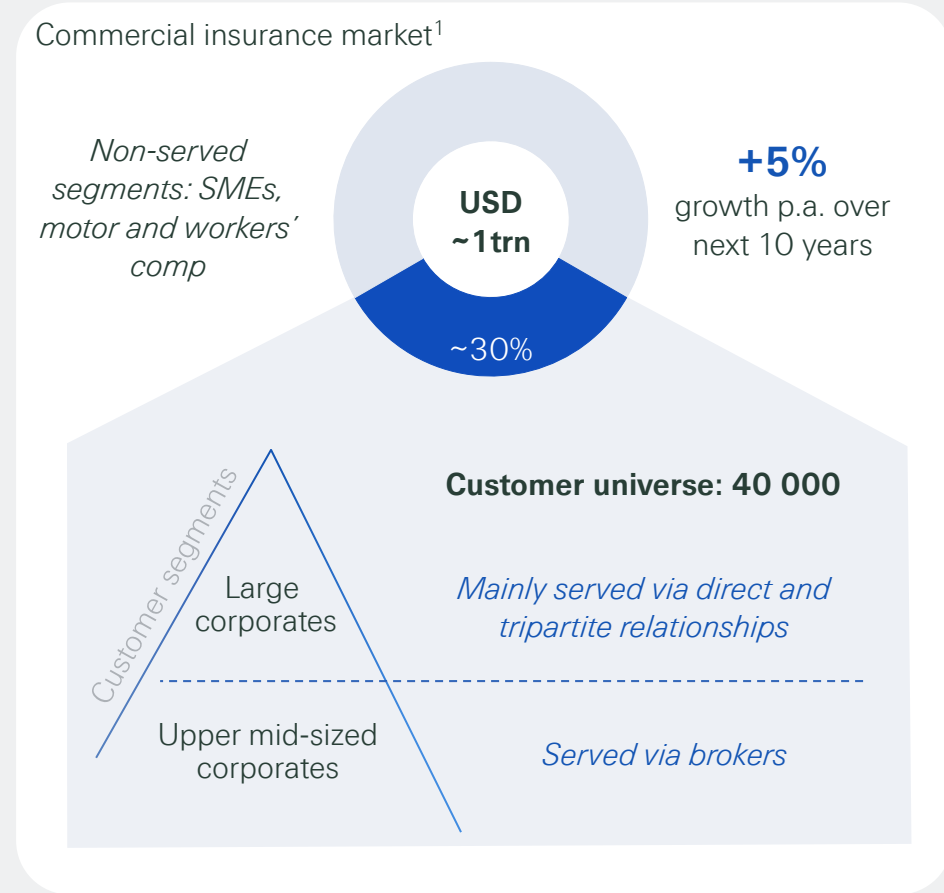 Commercial insurance market¹
Non-served
segments: SMEs,
motor and workers’
comp
USD
~1trn
+5%
growth p.a. over
next 10 years
~30%
Customer segments
Customer universe: 40 000
Large
corporates
Mainly served via direct and
tripartite relationships
Upper mid-sized
corporates
Served via brokers